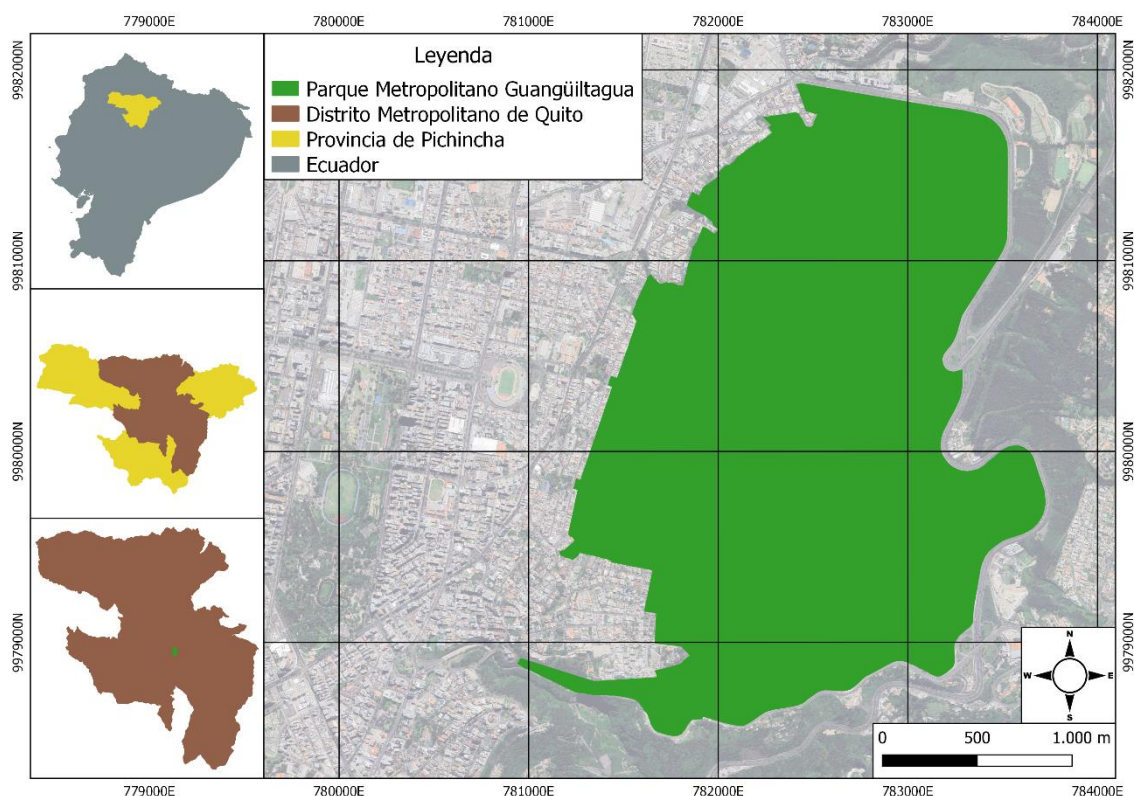 779000E 780000E 781000E 782000E 783000E 784000E
9982000N
9982000N
Leyenda
Parque Metropolitano Guangüiltagua
Distrito Metropolitano de Quito
Provincia de Pichincha
Ecuador
9981000N
9981000N
9980000N
9980000N
9979000N
9979000N
N
W E
S
0 500 1.000 m
779000E 780000E 781000E 782000E 783000E 784000E